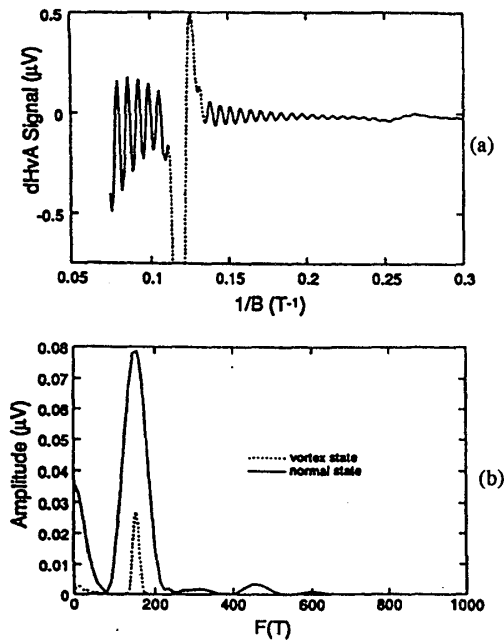 0.5
0
-0.5
dHvA Signal (μV)
(a)
0.05 0.1 0.15 0.2 0.25 0.3
1/B (T⁻¹)
0.08
0.07
0.06
0.05
0.04
0.03
0.02
0.01
0
Amplitude (μV)
vortex state
normal state
(b)
0 200 400 600 800 1000
F(T)